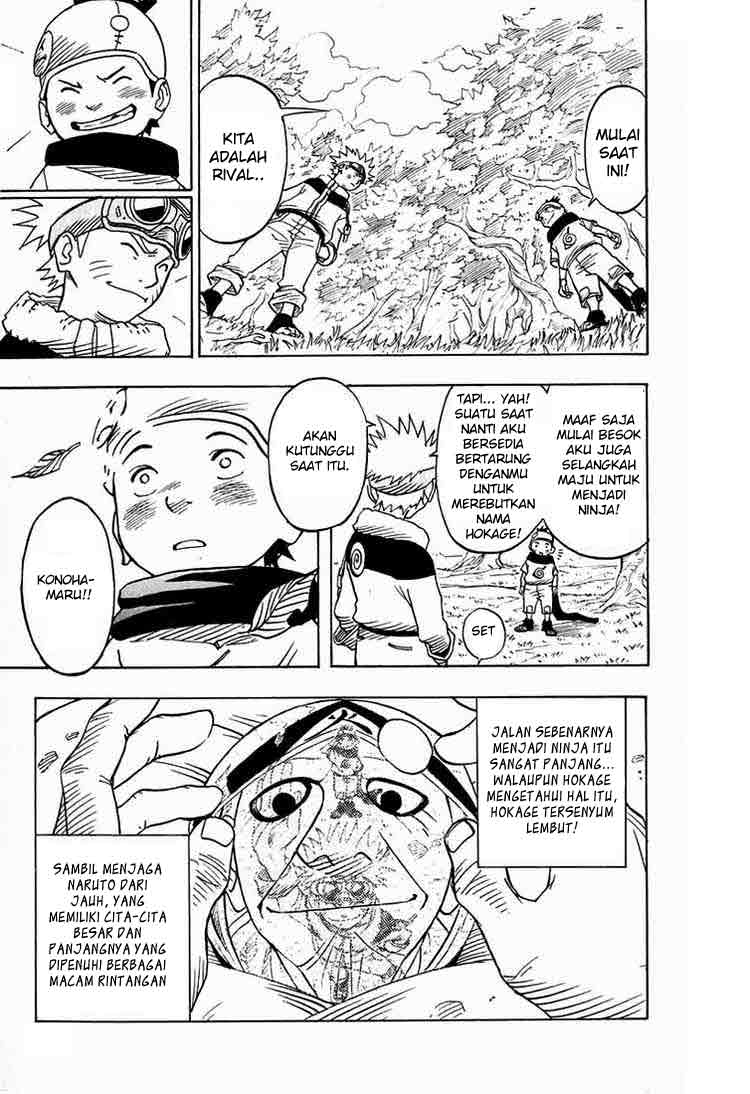 MULAI
SAAT
INI!
KITA
ADALAH
RIVAL..
MAAF SAJA
MULAI BESOK
AKU JUGA
SELANGKAH
MAJU UNTUK
MENJADI
NINJA!
TAPI... YAH!
SUATU SAAT
NANTI AKU
BERSEDIA
BERTARUNG
DENGANMU
UNTUK
MEREBUTKAN
NAMA
HOKAGE!
SET
AKAN
KUTUNGGU
SAAT ITU.
KONOHA-
MARU!!
JALAN SEBENARNYA
MENJADI NINJA ITU
SANGAT PANJANG...
WALAUPUN HOKAGE
MENGETAHUI HAL ITU,
HOKAGE TERSENYUM
LEMBUT!
SAMBIL MENJAGA
NARUTO DARI
JAUH, YANG
MEMILIKI CITA-CITA
BESAR DAN
PANJANGNYA YANG
DIPENUHI BERBAGAI
MACAM RINTANGAN